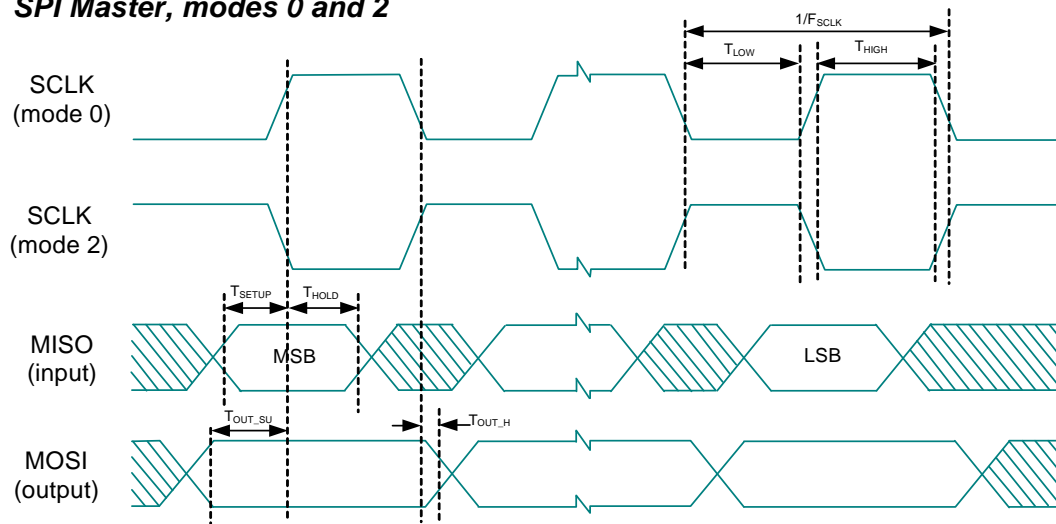 SPI Master, modes 0 and 2
1/FSCLK
TLOW
THIGH
SCLK
(mode 0)
SCLK
(mode 2)
TSETUP
THOLD
MISO
(input)
MSB
LSB
TOUT_SU
TOUT_H
MOSI
(output)